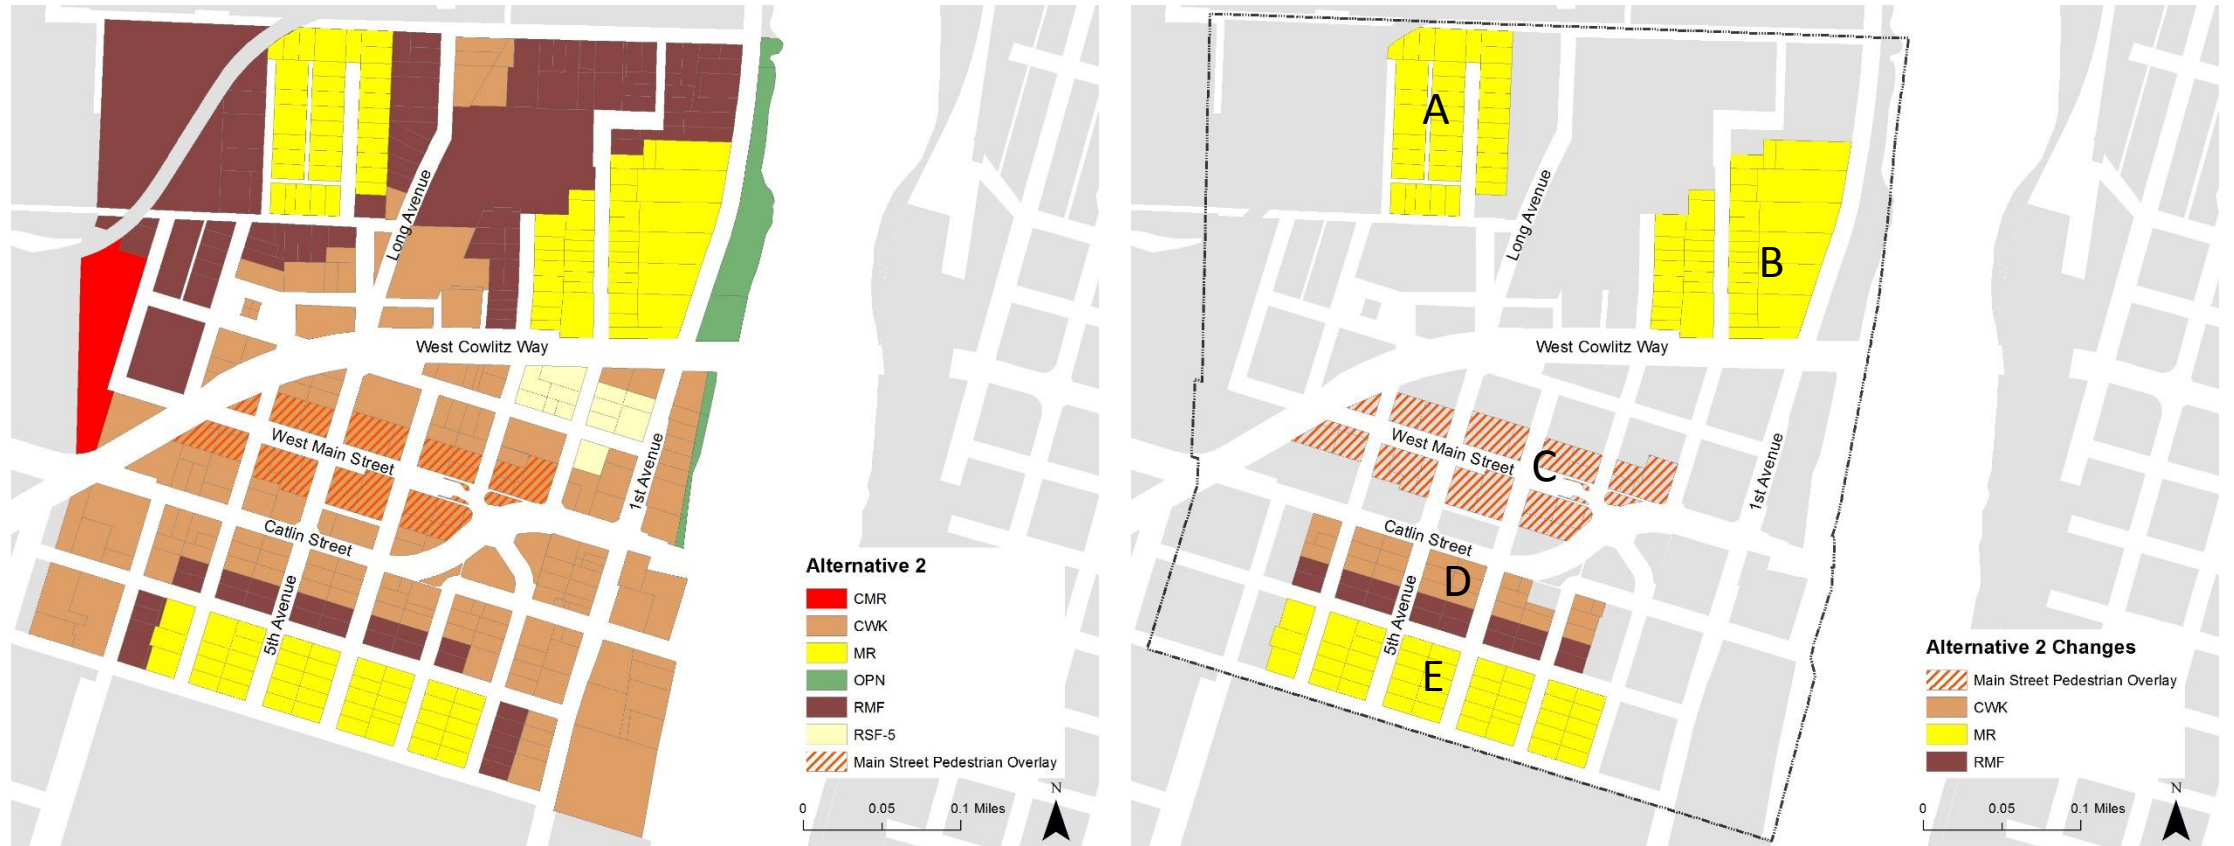 Long Avenue
West Cowlitz Way
West Main Street
1st Avenue
Catlin Street
5th Avenue
Alternative 2
CMR
CWK
MR
OPN
RMF
RSF-5
Main Street Pedestrian Overlay
N
0 0.05 0.1 Miles
A
Long Avenue
B
West Cowlitz Way
West Main Street
C
1st Avenue
Catlin Street
D
5th Avenue
E
Alternative 2 Changes
Main Street Pedestrian Overlay
CWK
MR
RMF
N
0 0.05 0.1 Miles